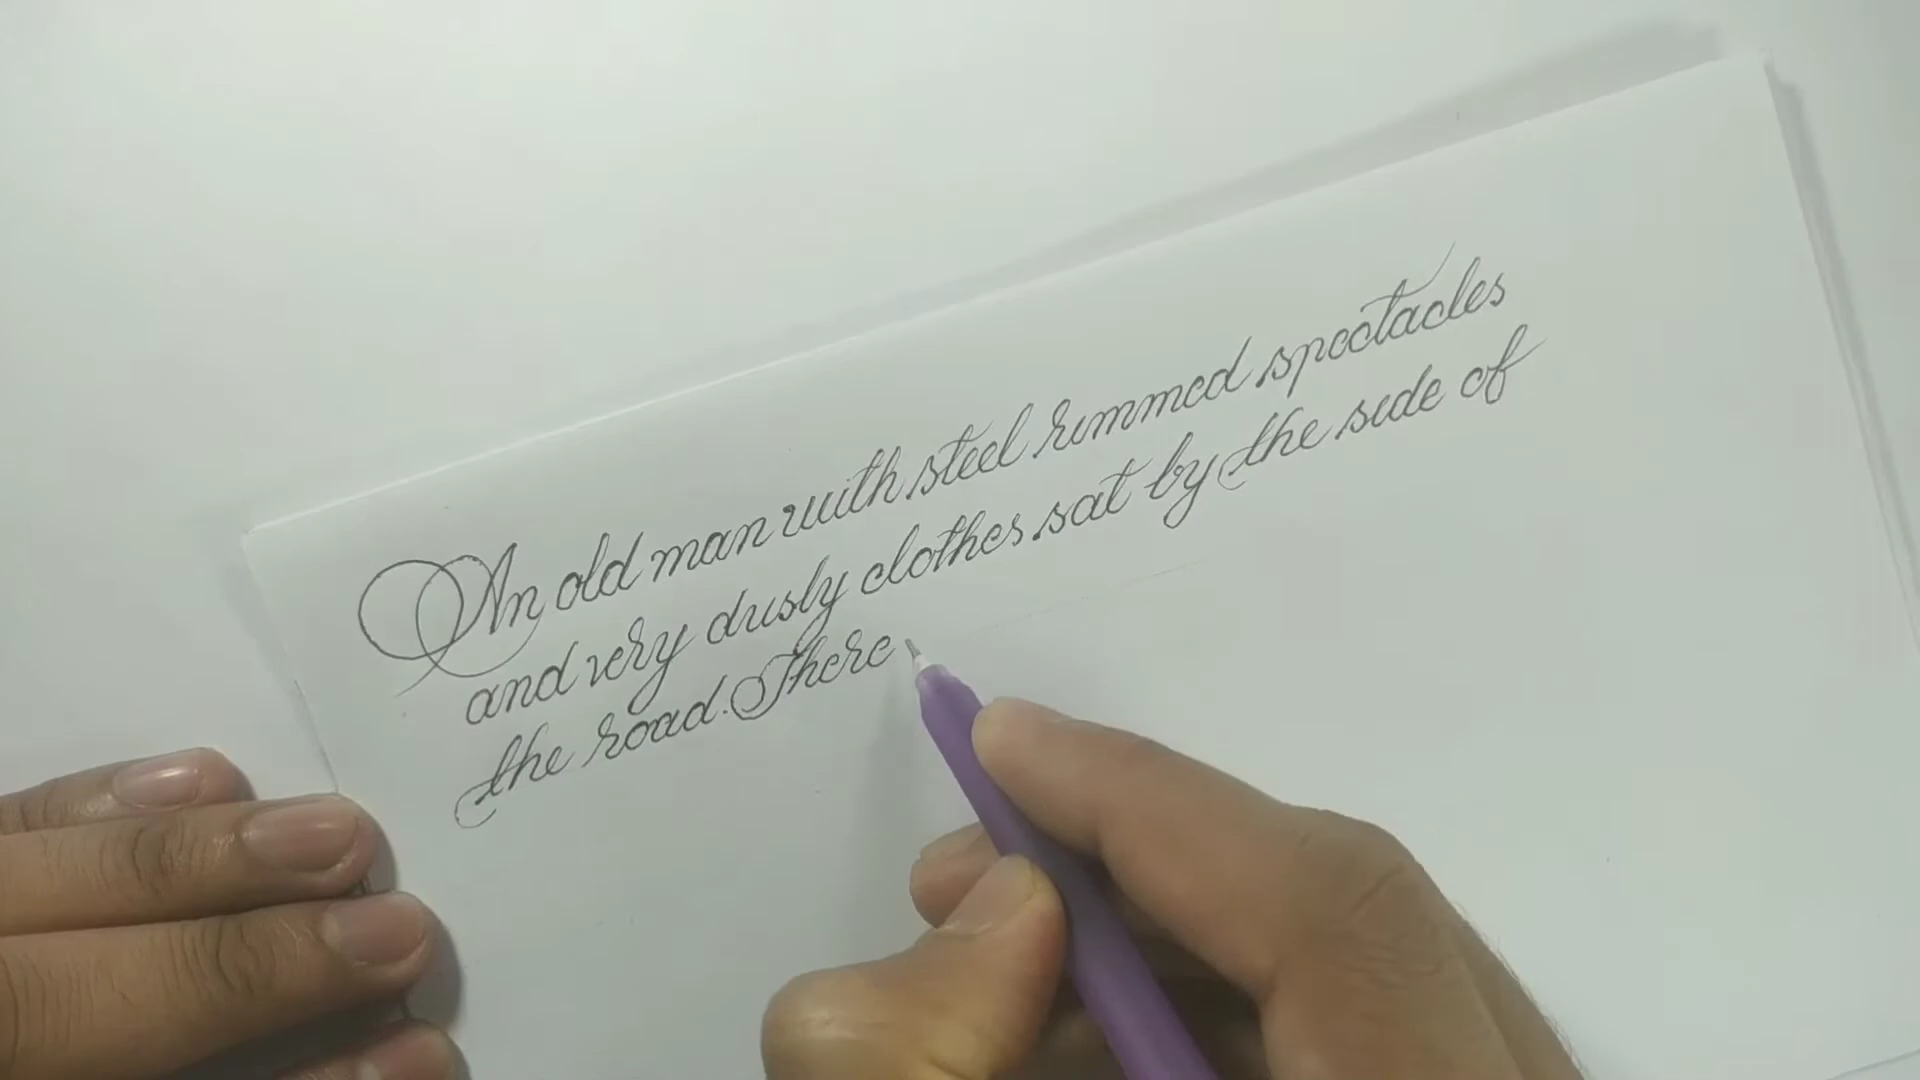 An old man with steel rimmed spectacles
and very dusty clothes sat by the side of
the road. There